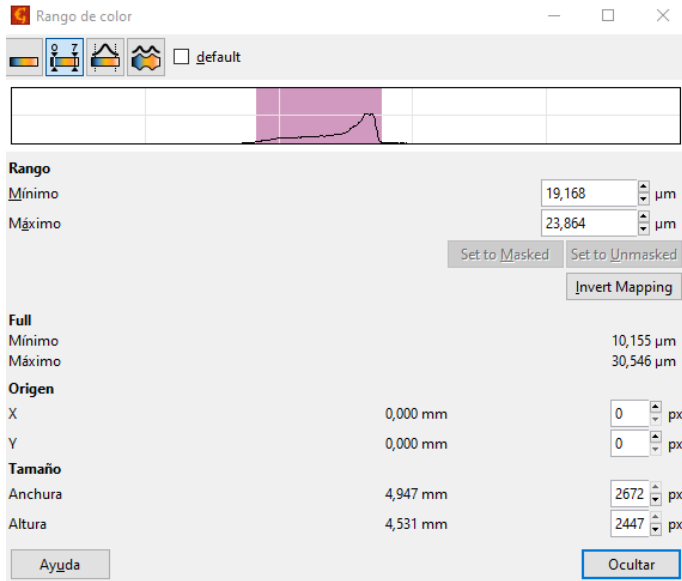 Rango de color
0 7
default
Rango
Mínimo 19,168 µm
Máximo 23,864 µm
Set to Masked Set to Unmasked
Invert Mapping
Full
Mínimo 10,155 µm
Máximo 30,546 µm
Origen
X 0,000 mm 0 px
Y 0,000 mm 0 px
Tamaño
Anchura 4,947 mm 2672 px
Altura 4,531 mm 2447 px
Ayuda Ocultar